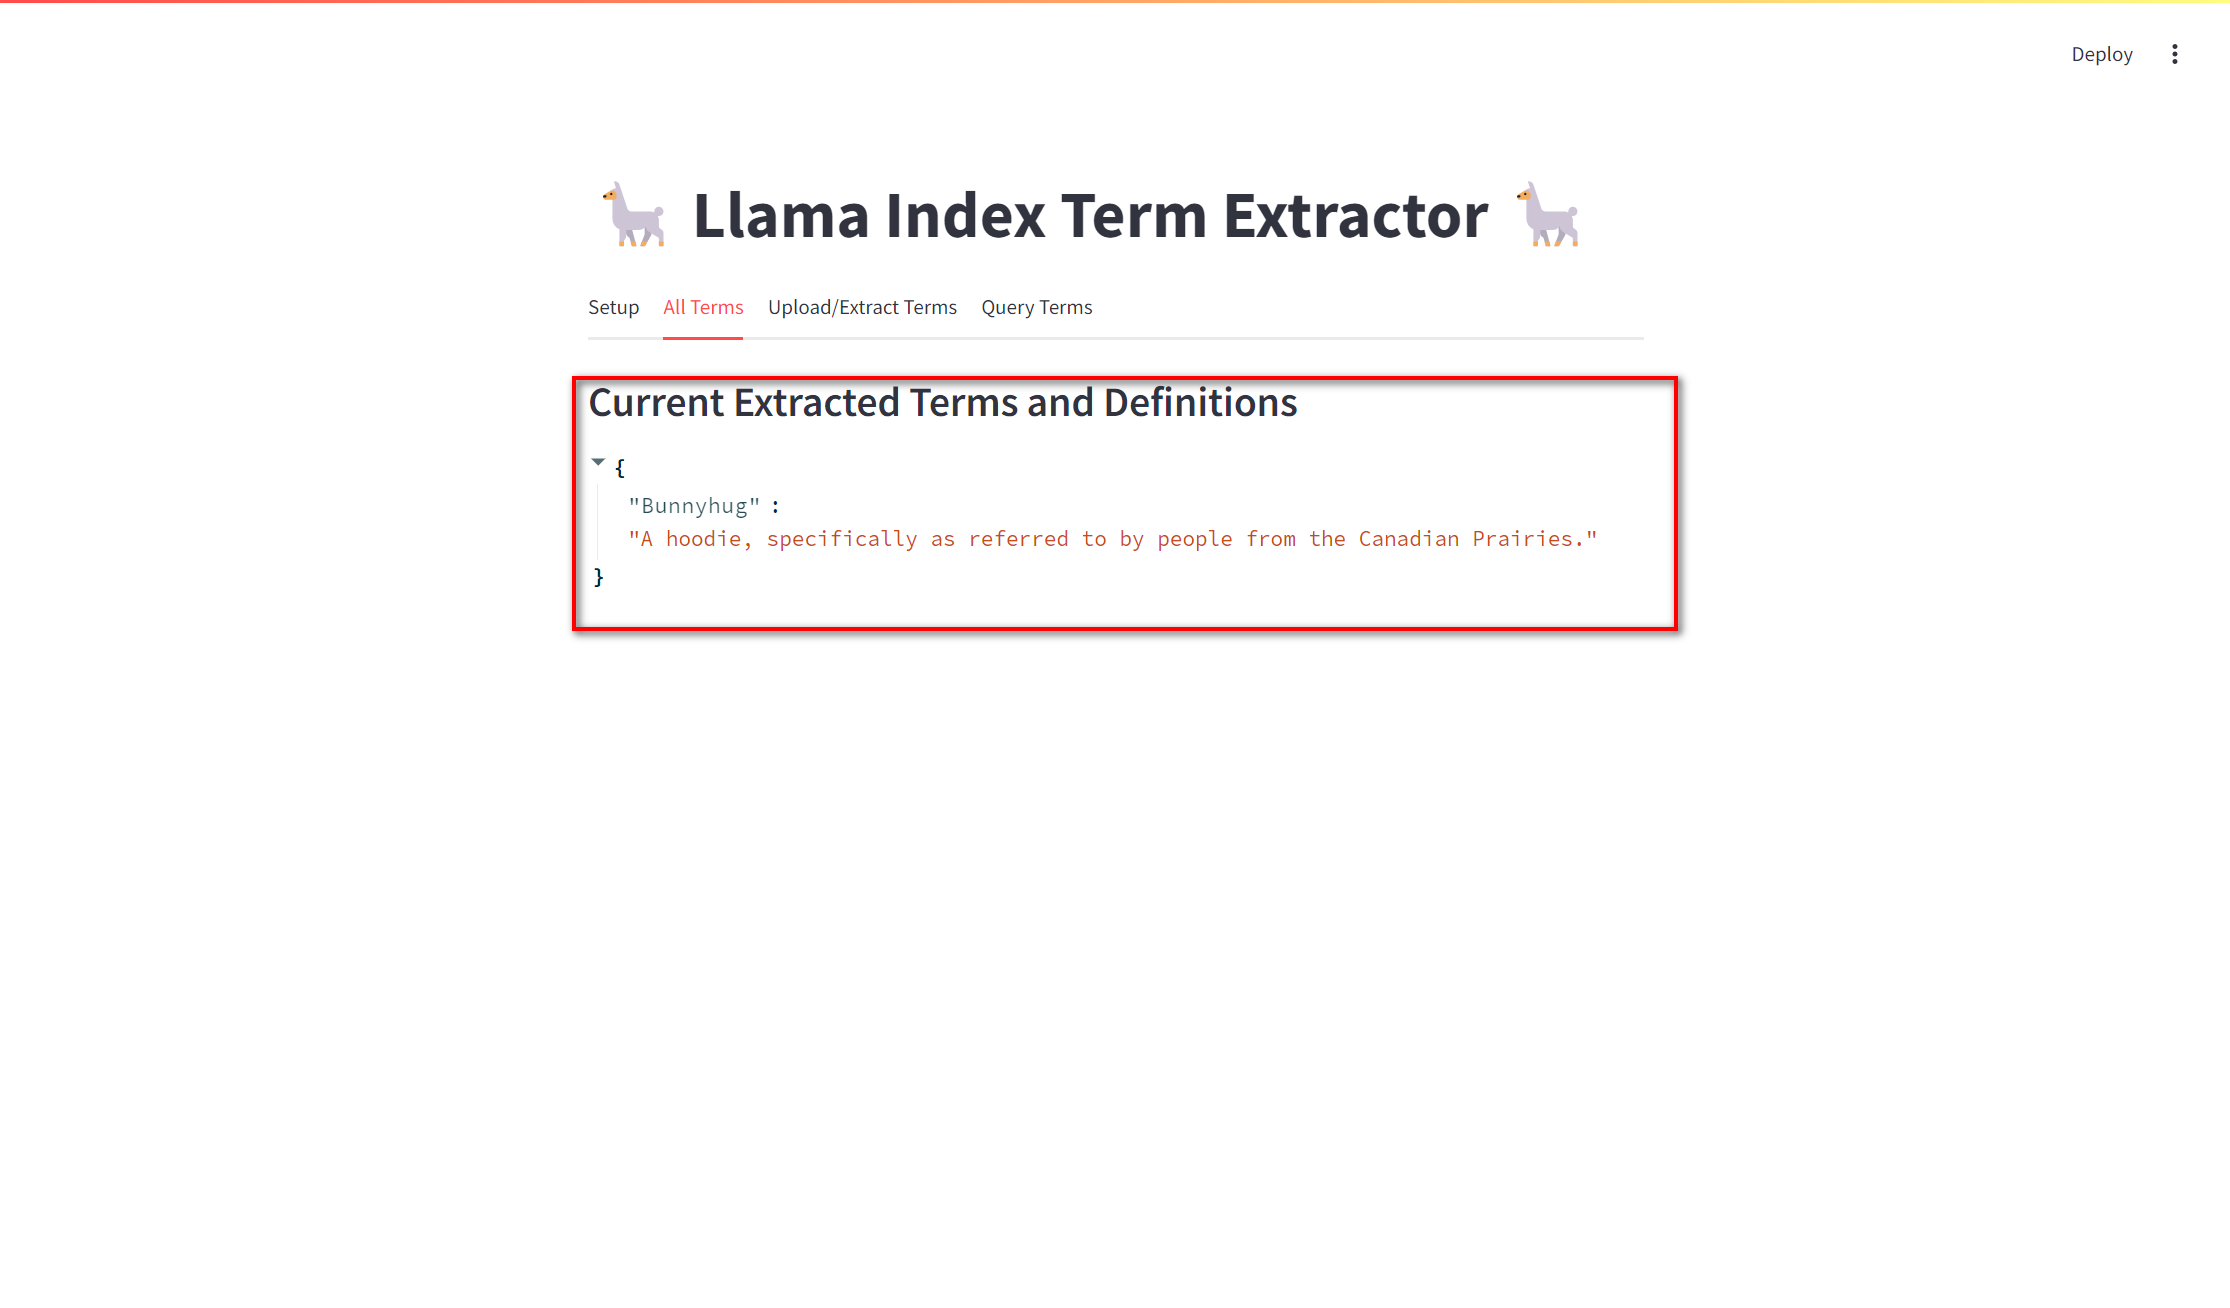 Deploy
Llama Index Term Extractor
Setup All Terms Upload/Extract Terms Query Terms
Current Extracted Terms and Definitions
{
"Bunnyhug" :
"A hoodie, specifically as referred to by people from the Canadian Prairies."
}